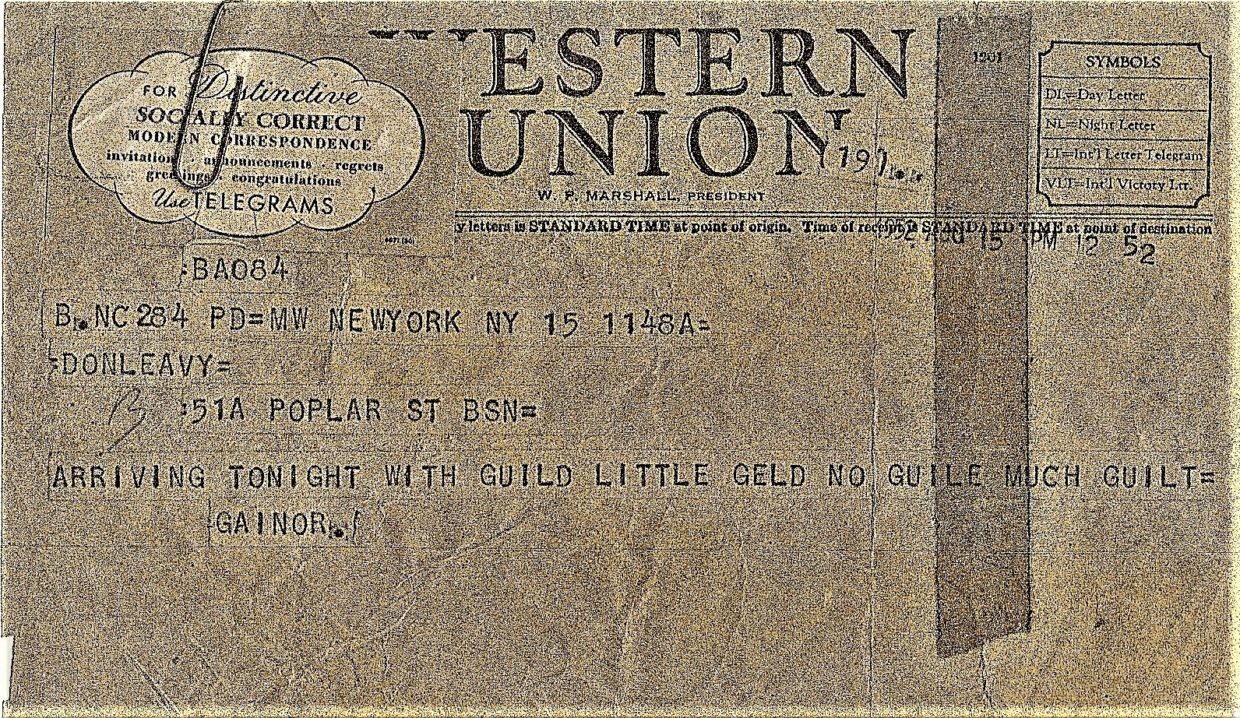 FOR Distinctive
SOCIALLY CORRECT
MODERN CORRESPONDENCE
invitations · announcements · regrets
greetings · congratulations
Use TELEGRAMS
WESTERN
UNION
W. P. MARSHALL, PRESIDENT
1201
SYMBOLS
DL=Day Letter
NL=Night Letter
LT=Int'l Letter Telegram
VLT=Int'l Victory Ltr.
y letters is STANDARD TIME at point of origin. Time of receipt is STANDARD TIME at point of destination
1952 AUG 15 PM 12 52
:BA084
B.NC284 PD=MW NEWYORK NY 15 1148A=
:DONLEAVY=
:51A POPLAR ST BSN=
ARRIVING TONIGHT WITH GUILD LITTLE GELD NO GUILE MUCH GUILT=
GAINOR.